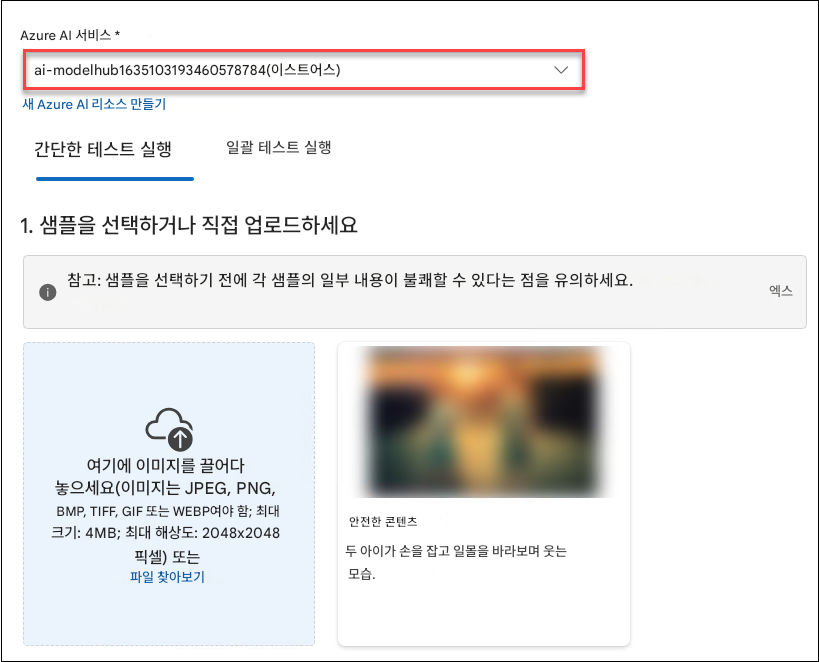 Azure AI 서비스 *
ai-modelhub1635103193460578784(이스트어스)
새 Azure AI 리소스 만들기
간단한 테스트 실행
일괄 테스트 실행
1. 샘플을 선택하거나 직접 업로드하세요
참고: 샘플을 선택하기 전에 각 샘플의 일부 내용이 불쾌할 수 있다는 점을 유의하세요.
엑스
여기에 이미지를 끌어다
놓으세요(이미지는 JPEG, PNG,
BMP, TIFF, GIF 또는 WEBP여야 함; 최대
크기: 4MB; 최대 해상도: 2048x2048
픽셀) 또는
파일 찾아보기
안전한 콘텐츠
두 아이가 손을 잡고 일몰을 바라보며 웃는
모습.